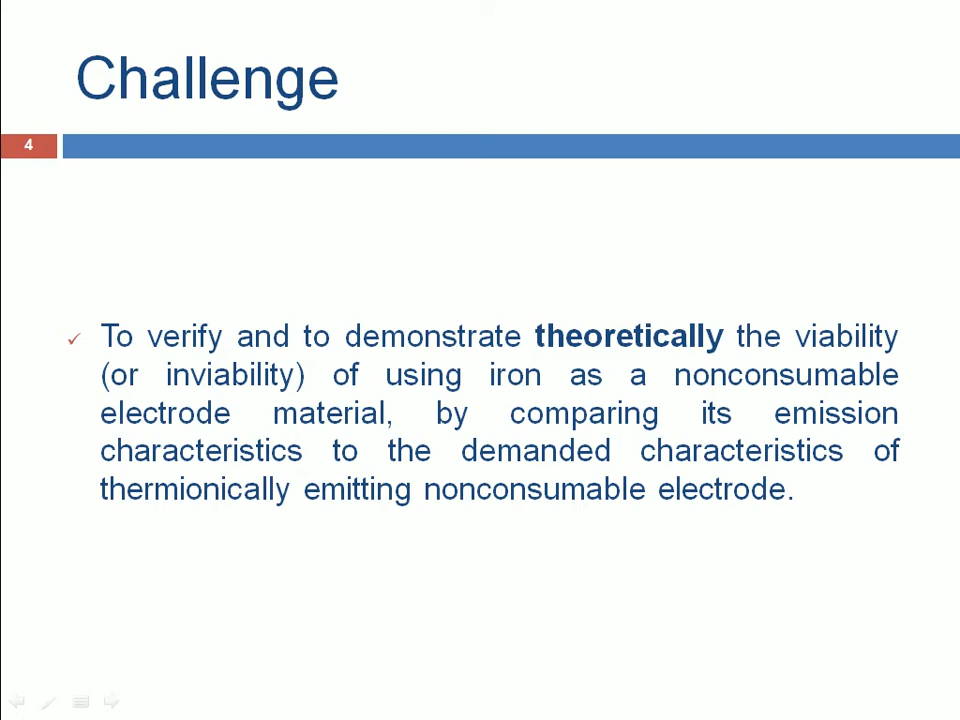 Challenge
4
✓ To verify and to demonstrate theoretically the viability
(or inviability) of using iron as a nonconsumable
electrode material, by comparing its emission
characteristics to the demanded characteristics of
thermionically emitting nonconsumable electrode.